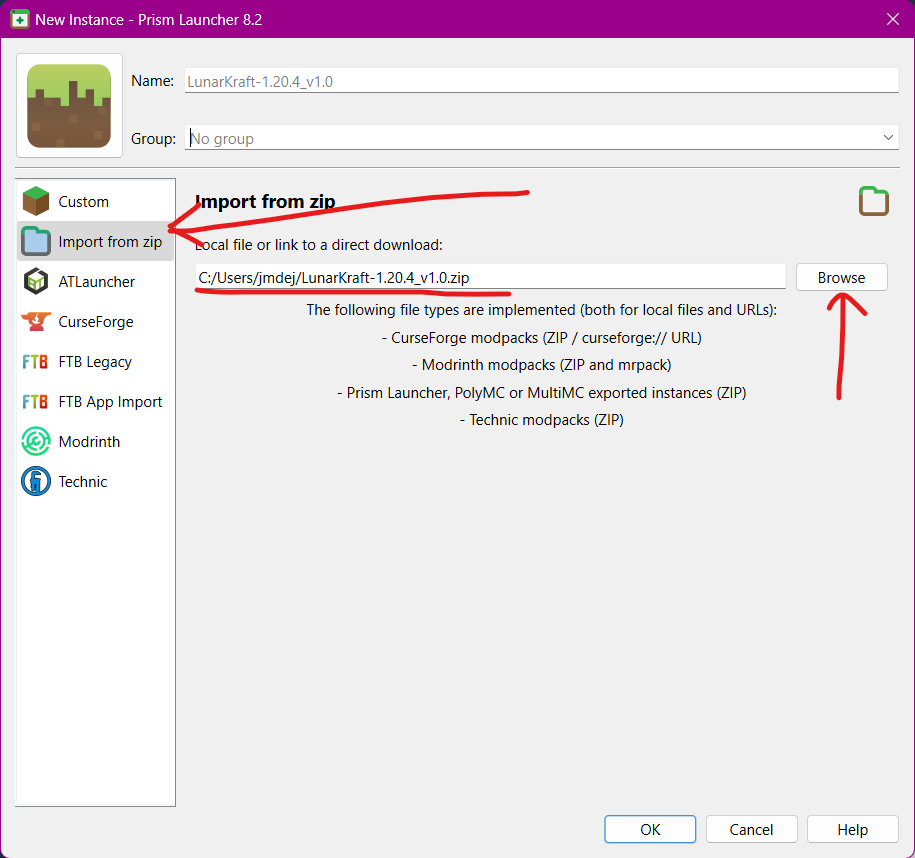 New Instance - Prism Launcher 8.2
Name: LunarKraft-1.20.4_v1.0
Group: No group
Custom
Import from zip
ATLauncher
CurseForge
FTB FTB Legacy
FTB FTB App Import
Modrinth
Technic
Import from zip
Local file or link to a direct download:
C:/Users/jmdej/LunarKraft-1.20.4_v1.0.zip Browse
The following file types are implemented (both for local files and URLs):
- CurseForge modpacks (ZIP / curseforge:// URL)
- Modrinth modpacks (ZIP and mrpack)
- Prism Launcher, PolyMC or MultiMC exported instances (ZIP)
- Technic modpacks (ZIP)
OK Cancel Help